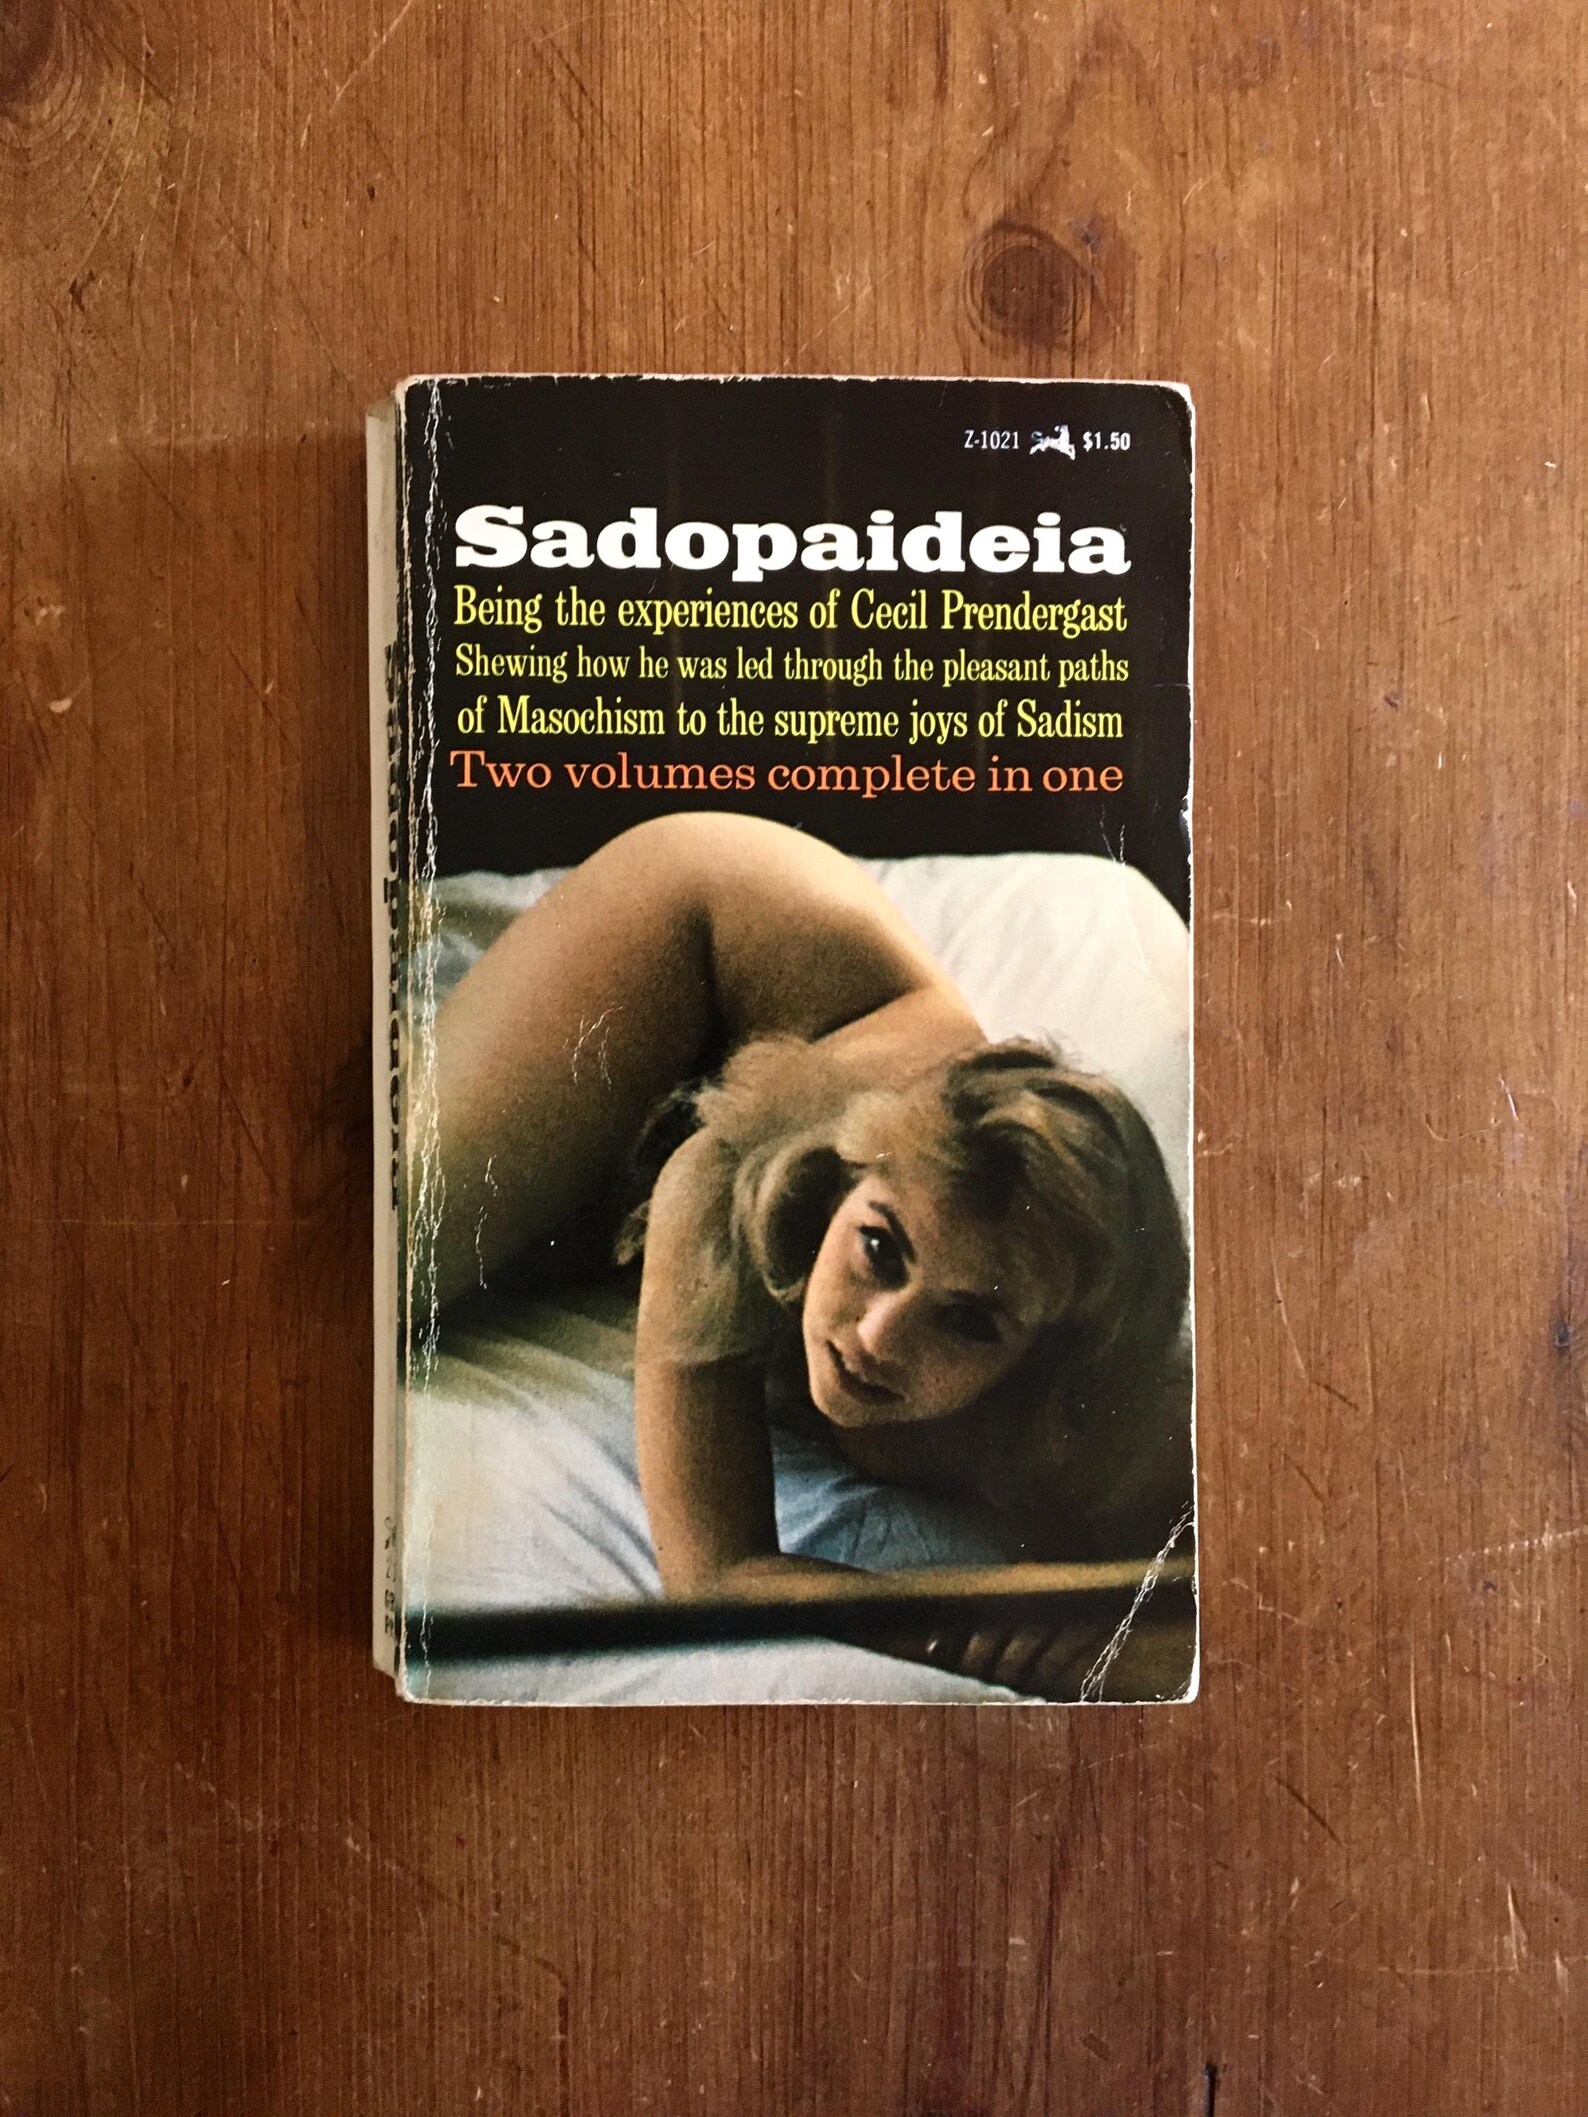 Z-1021 $1.50
Sadopaideia
Being the experiences of Cecil Prendergast
Shewing how he was led through the pleasant paths
of Masochism to the supreme joys of Sadism
Two volumes complete in one
Sadopaideia